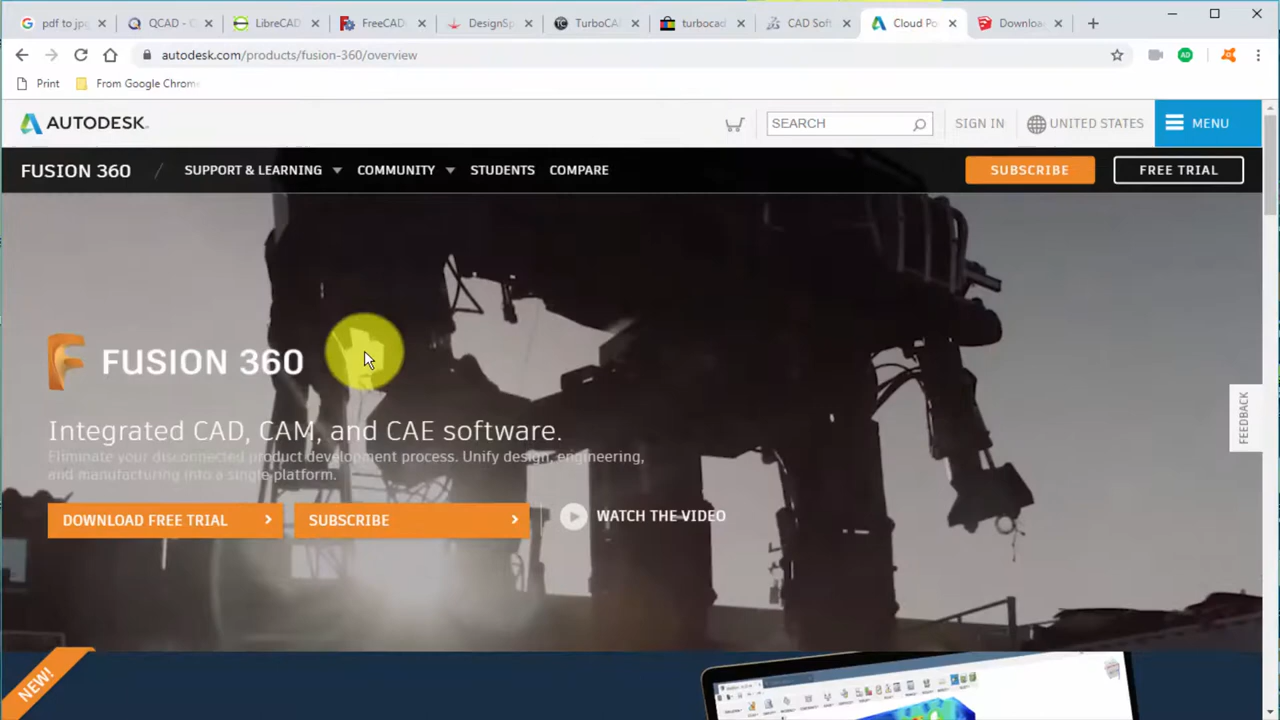 pdf to jpg
QCAD - Q
LibreCAD
FreeCAD
DesignSp
TurboCA
turbocad
CAD Soft
Cloud Po
Downloa
autodesk.com/products/fusion-360/overview
Print
From Google Chrome
AUTODESK
SEARCH
SIGN IN
UNITED STATES
MENU
FUSION 360 / SUPPORT & LEARNING COMMUNITY STUDENTS COMPARE
SUBSCRIBE
FREE TRIAL
FUSION 360
Integrated CAD, CAM, and CAE software.
Eliminate your disconnected product development process. Unify design, engineering,
and manufacturing into a single platform.
DOWNLOAD FREE TRIAL
SUBSCRIBE
WATCH THE VIDEO
FEEDBACK
NEW!